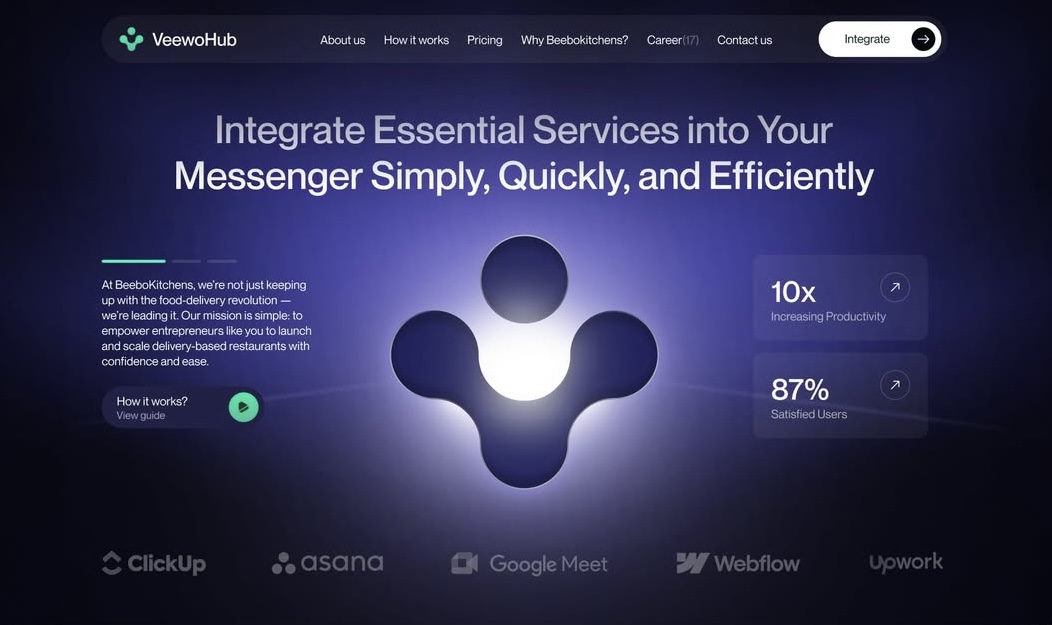 VeewoHub
About us
How it works
Pricing
Why Beebokitchens?
Career(17)
Contact us
Integrate
Integrate Essential Services into Your
Messenger Simply, Quickly, and Efficiently
At BeeboKitchens, we're not just keeping
up with the food-delivery revolution —
we're leading it. Our mission is simple: to
empower entrepreneurs like you to launch
and scale delivery-based restaurants with
confidence and ease.
How it works?
View guide
10x
Increasing Productivity
87%
Satisfied Users
ClickUp
asana
Google Meet
Webflow
Upwork